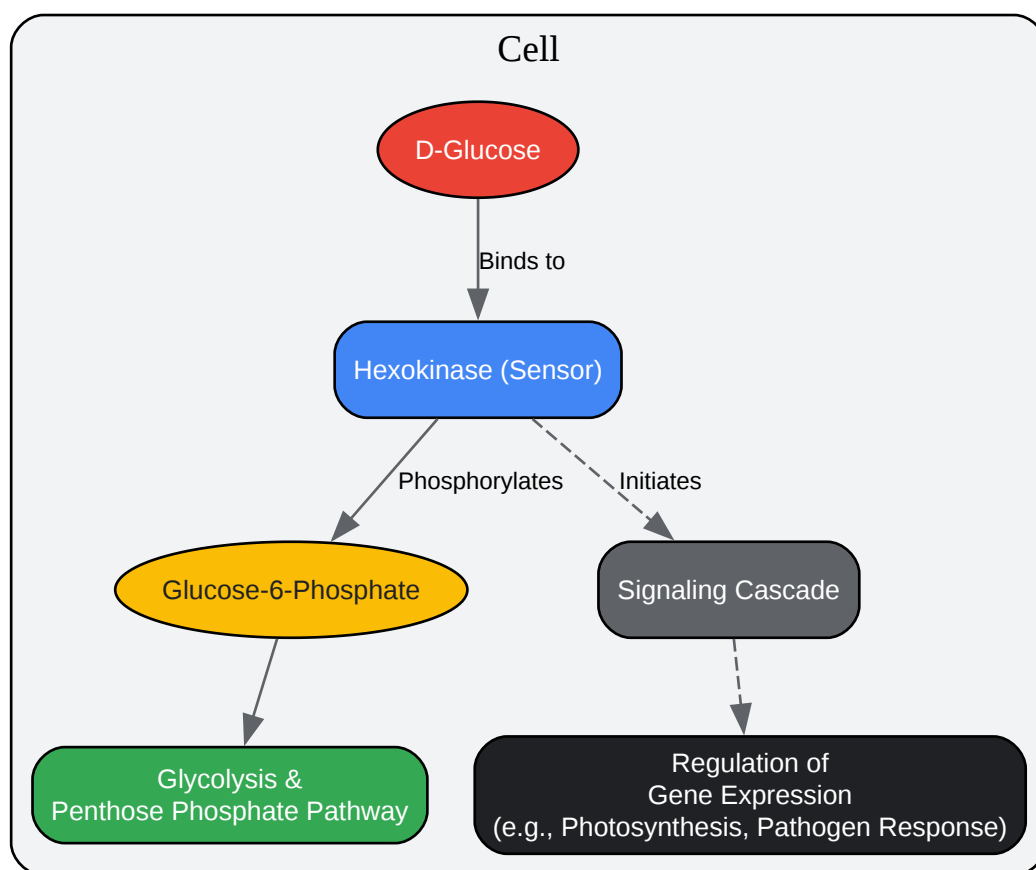 Cell
D-Glucose
Binds to
Hexokinase (Sensor)
Phosphorylates
Initiates
Glucose-6-Phosphate
Signaling Cascade
Glycolysis &
Penthose Phosphate Pathway
Regulation of
Gene Expression
(e.g., Photosynthesis, Pathogen Response)